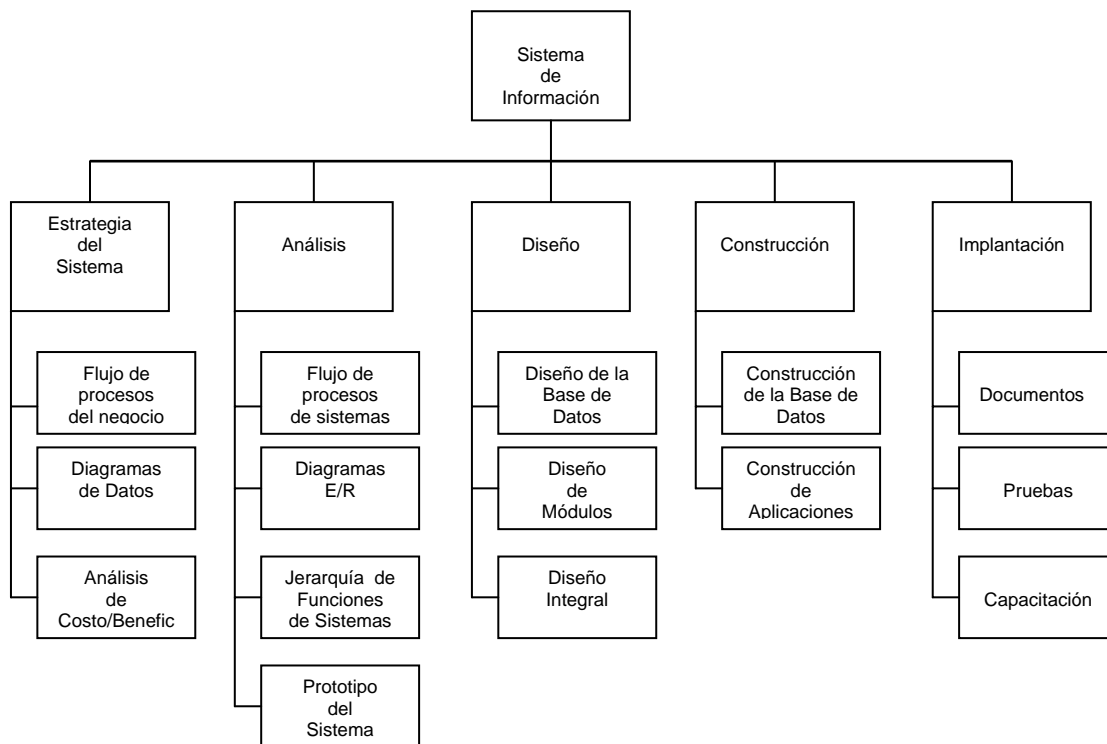 Sistema
de
Información
Estrategia
del
Sistema
Análisis
Diseño
Construcción
Implantación
Flujo de
procesos
del negocio
Diagramas
de Datos
Análisis
de
Costo/Benefic
Flujo de
procesos
de sistemas
Diagramas
E/R
Jerarquía de
Funciones
de Sistemas
Prototipo
del
Sistema
Diseño de la
Base de
Datos
Diseño
de
Módulos
Diseño
Integral
Construcción
de la Base de
Datos
Construcción
de
Aplicaciones
Documentos
Pruebas
Capacitación